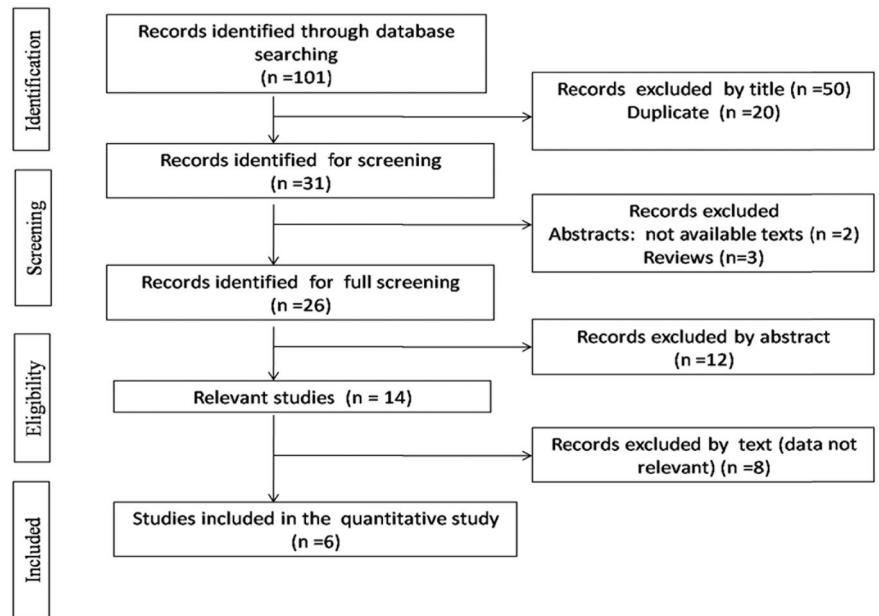 Identification
Records identified through database
searching
(n =101)
Records  excluded by title (n =50)
Duplicate  (n =20)
Records identified  for screening
(n =31)
Screening
Records excluded
Abstracts:  not available texts (n =2)
Reviews (n=3)
Records identified  for full screening
(n =26)
Eligibility
Records excluded by abstract
(n =12)
Relevant studies  (n = 14)
Records excluded by text (data not
relevant) (n =8)
Included
Studies included in the  quantitative study
(n =6)